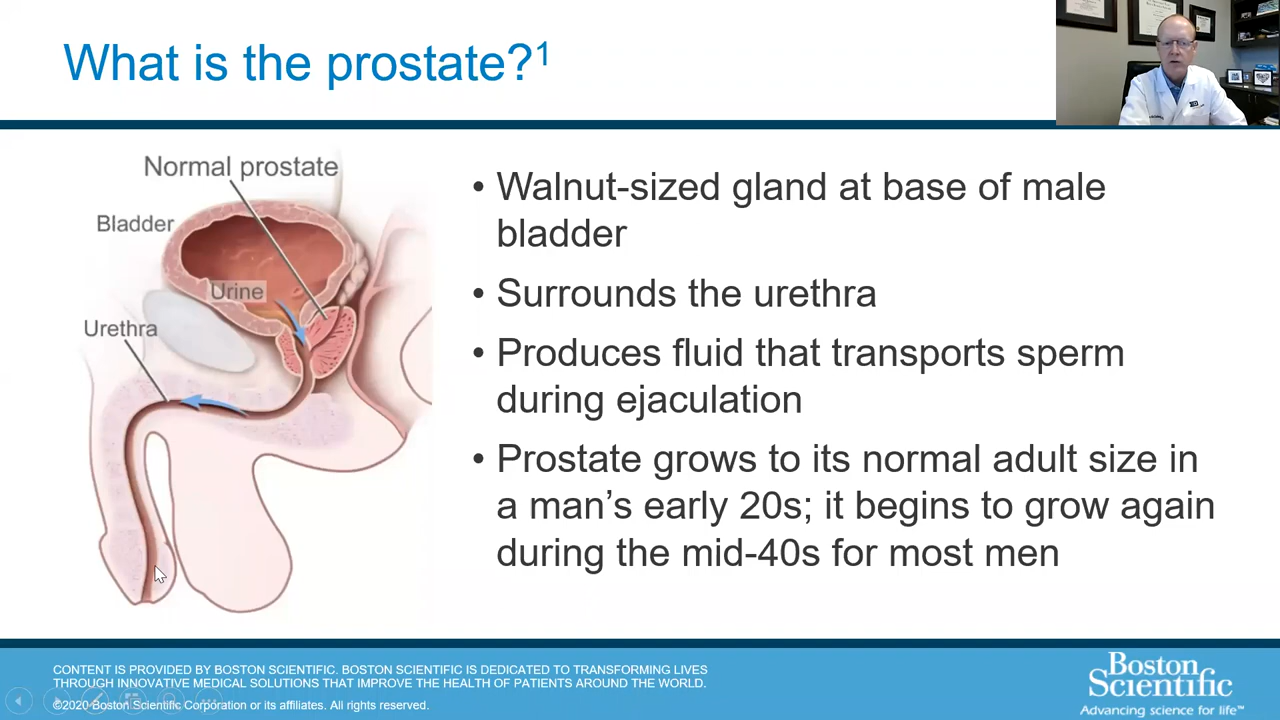 What is the prostate?1
Normal prostate
Bladder
Urine
Urethra
• Walnut-sized gland at base of male
bladder
• Surrounds the urethra
• Produces fluid that transports sperm
during ejaculation
• Prostate grows to its normal adult size in
a man’s early 20s; it begins to grow again
during the mid-40s for most men
CONTENT IS PROVIDED BY BOSTON SCIENTIFIC. BOSTON SCIENTIFIC IS DEDICATED TO TRANSFORMING LIVES
THROUGH INNOVATIVE MEDICAL SOLUTIONS THAT IMPROVE THE HEALTH OF PATIENTS AROUND THE WORLD.
©2020 Boston Scientific Corporation or its affiliates. All rights reserved.
Boston
Scientific
Advancing science for life™